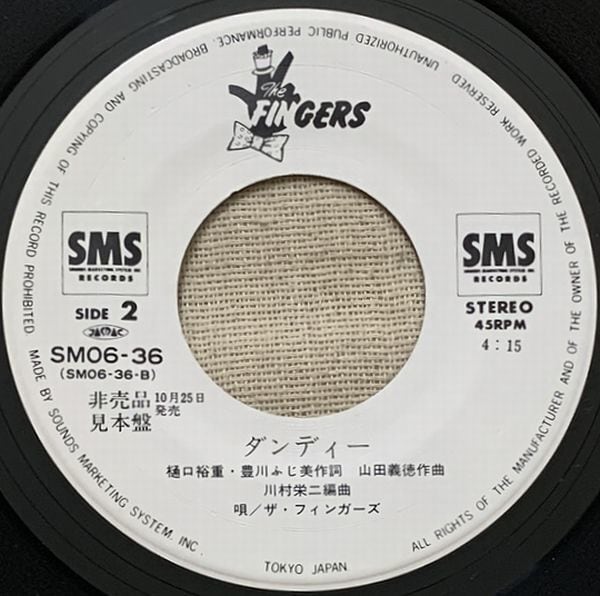 The
FINGERS
SMS
SOUNDS MARKETING SYSTEM INC.
RECORDS
SIDE 2
JASRAC
SM06-36
(SM06-36-B)
非売品 10月25日
見本盤 発売
SMS
SOUNDS MARKETING SYSTEM INC.
RECORDS
STEREO
45RPM
4:15
ダンディー
樋口裕重・豊川ふじ美作詞 山田義徳作曲
川村栄二編曲
唄／ザ・フィンガーズ
MADE BY SOUNDS MARKETING SYSTEM, INC.
TOKYO JAPAN
ALL RIGHTS OF THE MANUFACTURER AND OF THE OWNER OF THE RECORDED WORK RESERVED
UNAUTHORIZED PUBLIC PERFORMANCE, BROADCASTING AND COPYING OF THIS RECORD PROHIBITED